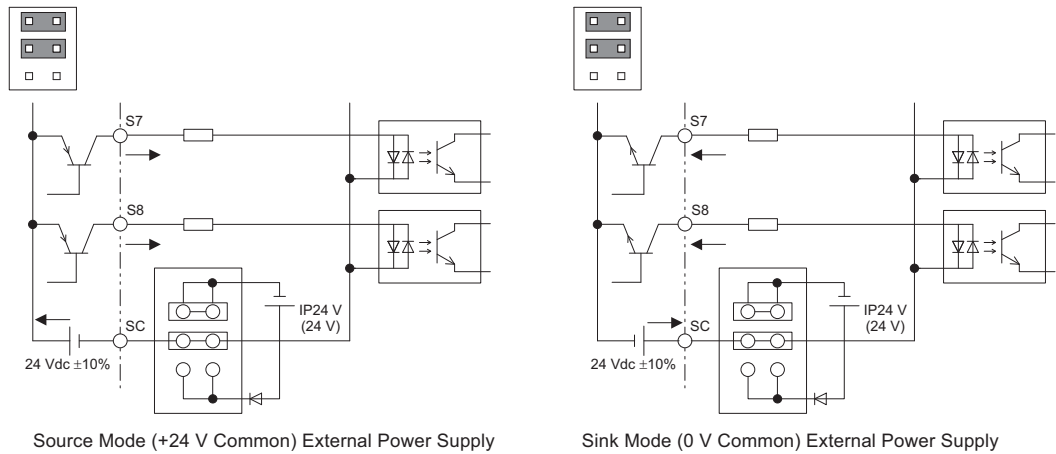 S7
S8
IP24 V
(24 V)
SC
24 Vdc ±10%
Source Mode (+24 V Common) External Power Supply
S7
S8
IP24 V
(24 V)
SC
24 Vdc ±10%
Sink Mode (0 V Common) External Power Supply